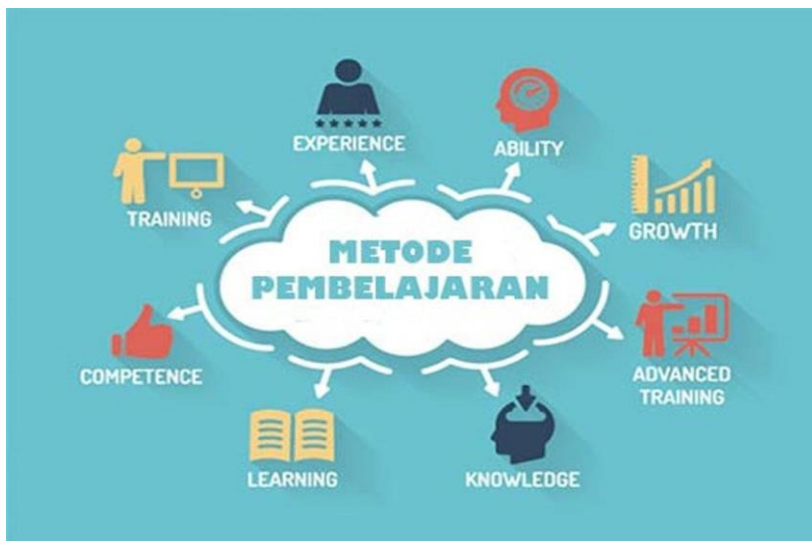 EXPERIENCE
ABILITY
TRAINING
GROWTH
METODE
PEMBELAJARAN
COMPETENCE
ADVANCED
TRAINING
LEARNING
KNOWLEDGE